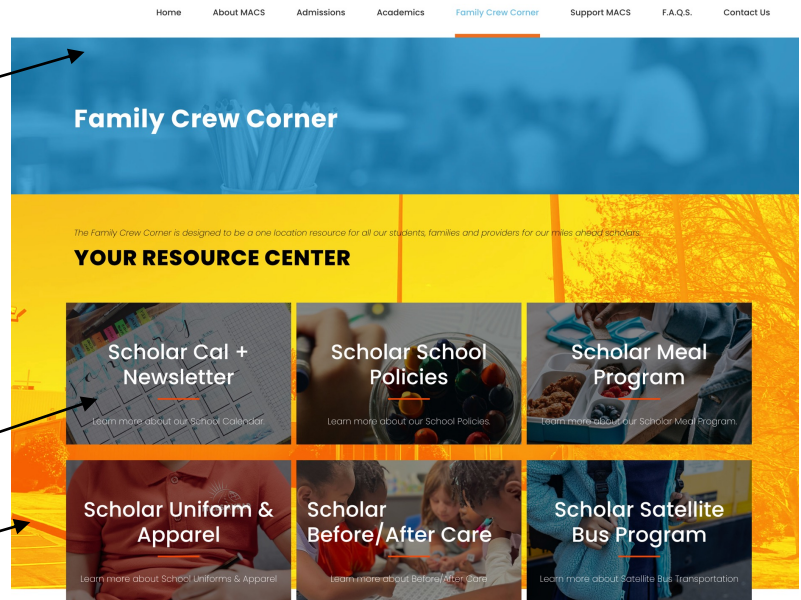 Home About MACS Admissions Academics Family Crew Corner Support MACS F.A.Q.S. Contact Us
Family Crew Corner
The Family Crew Corner is designed to be a one location resource for all our students, families and providers for our miles ahead scholars.
YOUR RESOURCE CENTER
Scholar Cal +
Newsletter
Learn more about our School Calendar
Scholar School
Policies
Learn more about our School Policies.
Scholar Meal
Program
Learn more about our Scholar Meal Program.
Scholar Uniform &
Apparel
Learn more about School Uniforms & Apparel
Scholar
Before/After Care
Learn more about Before/After Care
Scholar Satellite
Bus Program
Learn more about Satellite Bus Transportation